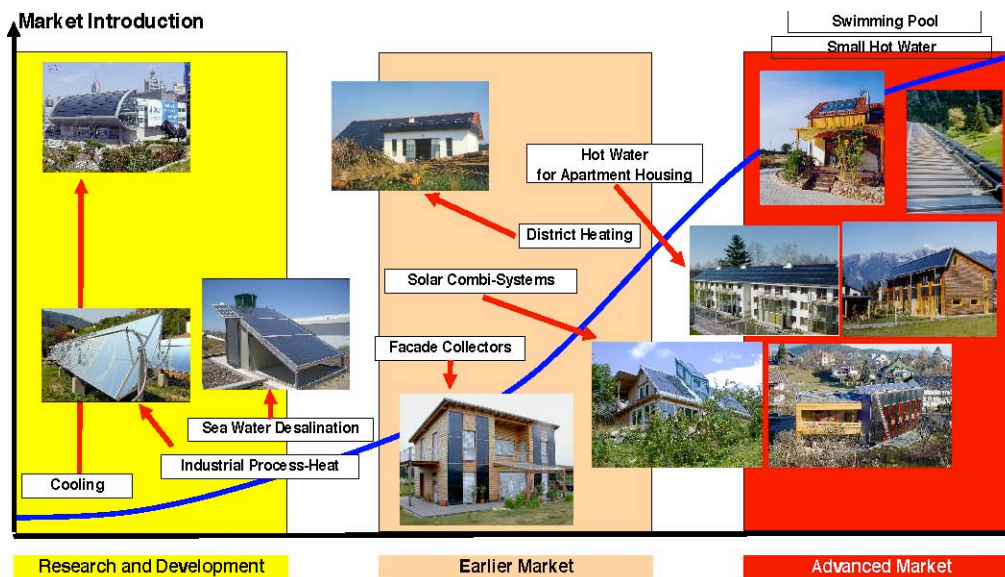 Market Introduction
Swimming Pool
Small Hot Water
Hot Water
for Apartment Housing
District Heating
Solar Combi-Systems
Facade Collectors
Sea Water Desalination
Industrial Process-Heat
Cooling
Research and Development
Earlier Market
Advanced Market